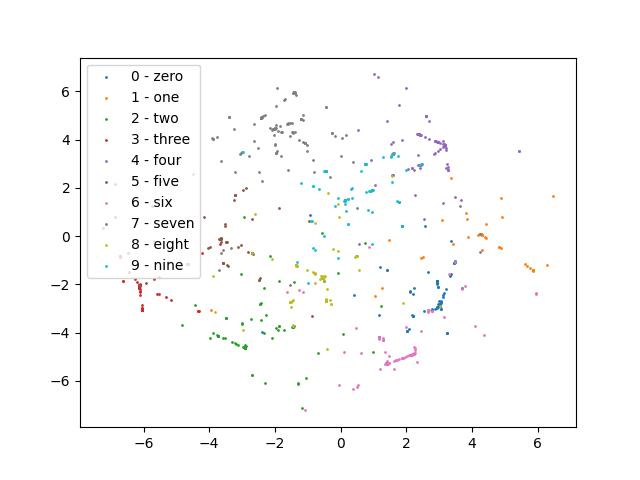 0 - zero
1 - one
2 - two
3 - three
4 - four
5 - five
6 - six
7 - seven
8 - eight
9 - nine
6
4
2
0
−2
−4
−6
−6
−4
−2
0
2
4
6